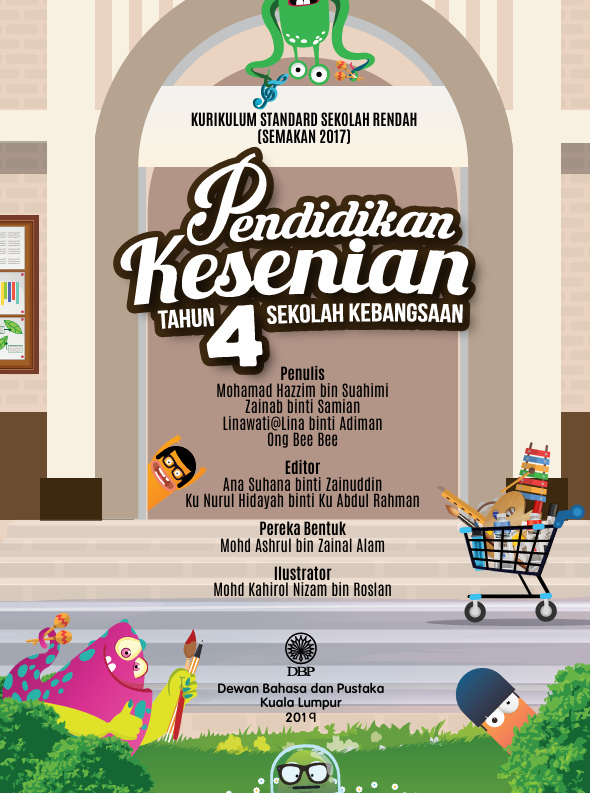 KURIKULUM STANDARD SEKOLAH RENDAH
(SEMAKAN 2017)
Pendidikan
Kesenian
TAHUN 4 SEKOLAH KEBANGSAAN
Penulis
Mohamad Hazzim bin Suahimi
Zainab binti Samian
Linawati@Lina binti Adiman
Ong Bee Bee
Editor
Ana Suhana binti Zainuddin
Ku Nurul Hidayah binti Ku Abdul Rahman
Pereka Bentuk
Mohd Ashrul bin Zainal Alam
Ilustrator
Mohd Kahirol Nizam bin Roslan
DBP
Dewan Bahasa dan Pustaka
Kuala Lumpur
2019